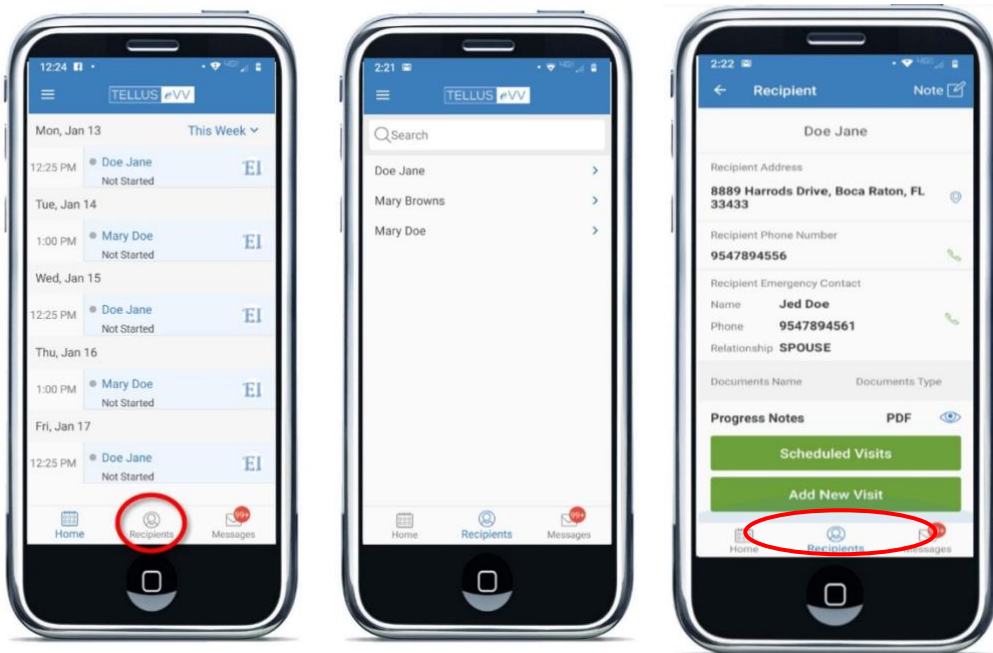 12:24
TELLUS eVV
Mon, Jan 13 This Week
12:25 PM Doe Jane EI
Not Started
Tue, Jan 14
1:00 PM Mary Doe EI
Not Started
Wed, Jan 15
12:25 PM Doe Jane EI
Not Started
Thu, Jan 16
1:00 PM Mary Doe EI
Not Started
Fri, Jan 17
12:25 PM Doe Jane EI
Not Started
99+
Home Recipients Messages
2:21
TELLUS eVV
Search
Doe Jane
Mary Browns
Mary Doe
99+
Home Recipients Messages
2:22
Recipient Note
Doe Jane
Recipient Address
8889 Harrods Drive, Boca Raton, FL
33433
Recipient Phone Number
9547894556
Recipient Emergency Contact
Name Jed Doe
Phone 9547894561
Relationship SPOUSE
Documents Name Documents Type
Progress Notes PDF
Scheduled Visits
Add New Visit
Home Recipients Messages